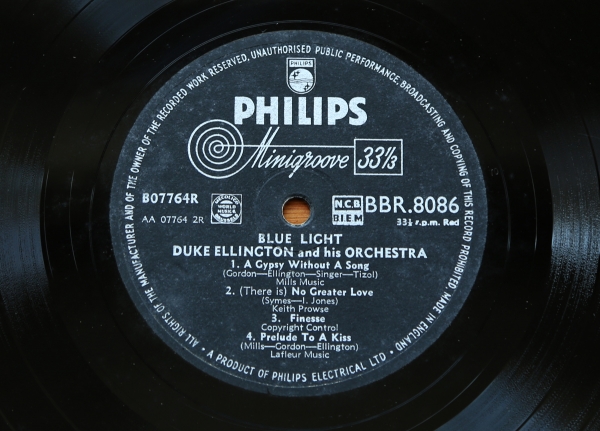 ALL RIGHTS OF THE MANUFACTURER AND OF THE OWNER OF THE RECORDED WORK RESERVED, UNAUTHORISED PUBLIC PERFORMANCE, BROADCASTING AND COPYING OF THIS RECORD PROHIBITED. MADE IN ENGLAND
PHILIPS
PHILIPS
Minigroove 33⅓
B07764R
AA 07764 2R
WORLD MUSIC
N.C.B.
BIEM
BBR.8086
33⅓ r.p.m. Red
BLUE LIGHT
DUKE ELLINGTON and his ORCHESTRA
1. A Gypsy Without A Song
(Gordon—Ellington—Singer—Tizol)
Mills Music
2. (There is) No Greater Love
(Symes—I. Jones)
Keith Prowse
3. Finesse
Copyright Control
4. Prelude To A Kiss
(Mills—Gordon—Ellington)
Lafleur Music
• A PRODUCT OF PHILIPS ELECTRICAL LTD •